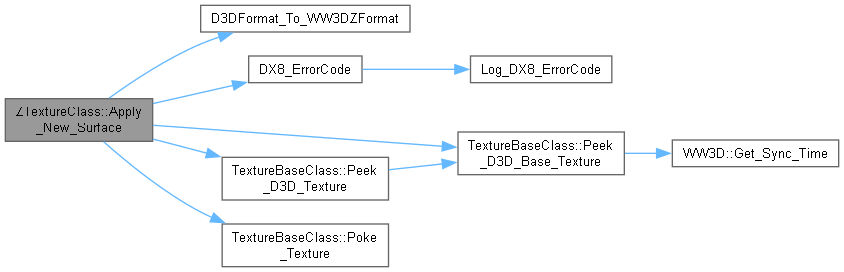 D3DFormat_To_WW3DZFormat
DX8_ErrorCode
Log_DX8_ErrorCode
ZTextureClass::Apply
_New_Surface
TextureBaseClass::Peek
_D3D_Base_Texture
WW3D::Get_Sync_Time
TextureBaseClass::Peek
_D3D_Texture
TextureBaseClass::Poke
_Texture